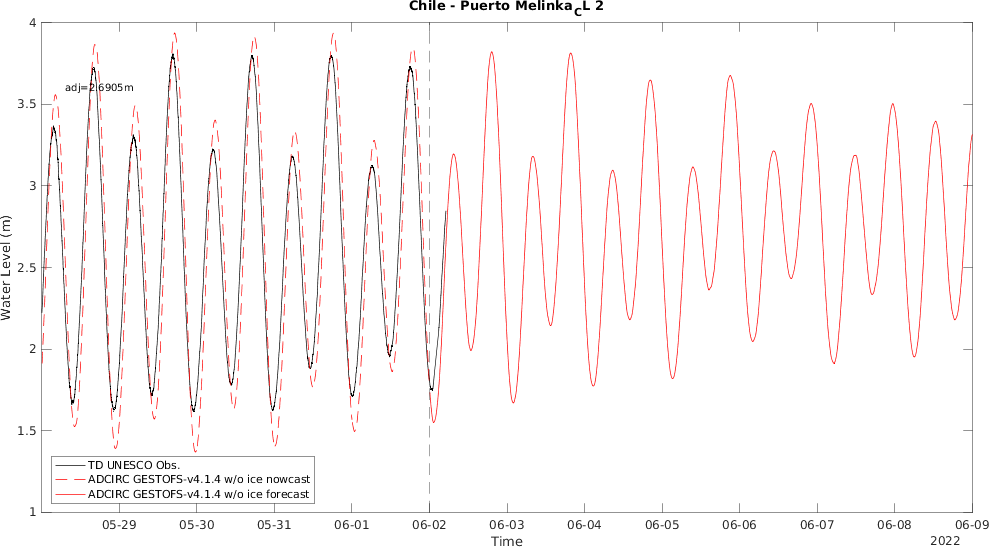 Chile - Puerto MelinkaCL 2
4
adj=2.6905m
3.5
3
2.5
2
1.5
1
Water Level (m)
TD UNESCO Obs.
ADCIRC GESTOFS-v4.1.4 w/o ice nowcast
ADCIRC GESTOFS-v4.1.4 w/o ice forecast
05-29 05-30 05-31 06-01 06-02 06-03 06-04 06-05 06-06 06-07 06-08 06-09
Time
2022